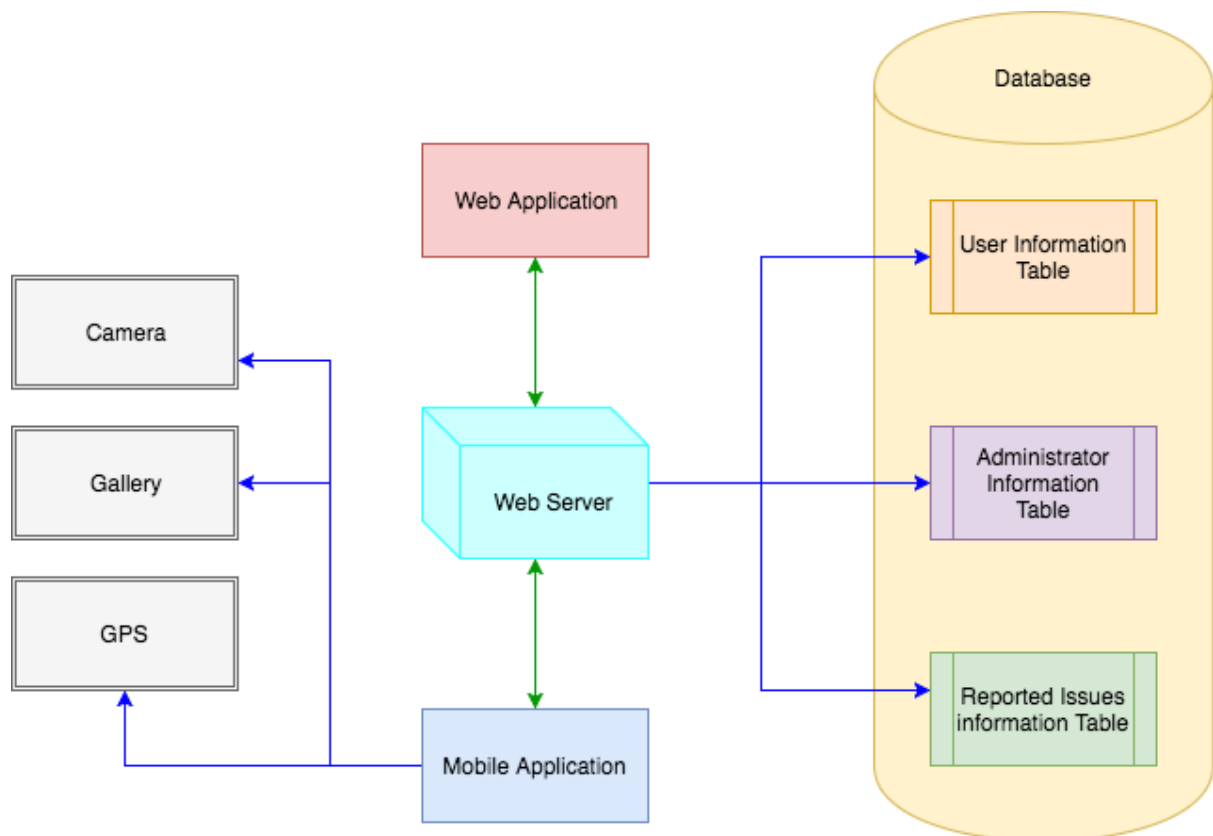 Database
Web Application
User Information
Table
Camera
Gallery
Web Server
Administrator
Information
Table
GPS
Mobile Application
Reported Issues
information Table